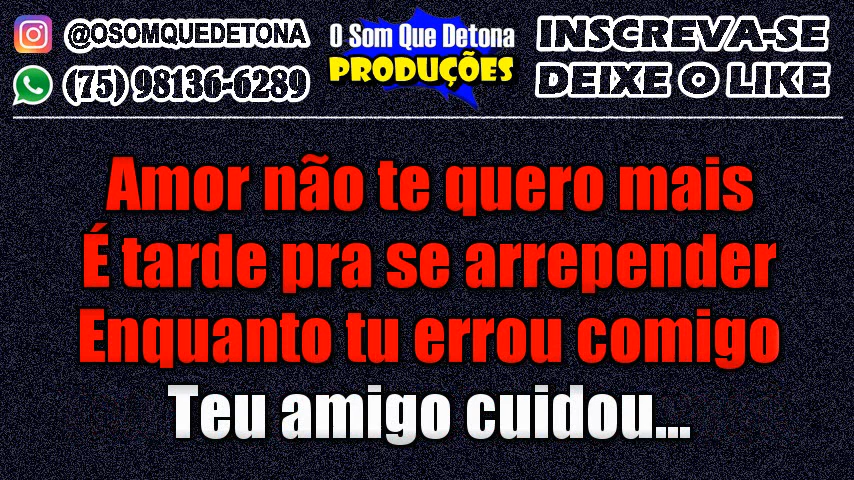 @OSOMQUEDETONA
(75) 98136-6289
O Som Que Detona
PRODUÇÕES
INSCREVA-SE
DEIXE O LIKE
Amor não te quero mais
É tarde pra se arrepender
Enquanto tu errou comigo
Teu amigo cuidou...